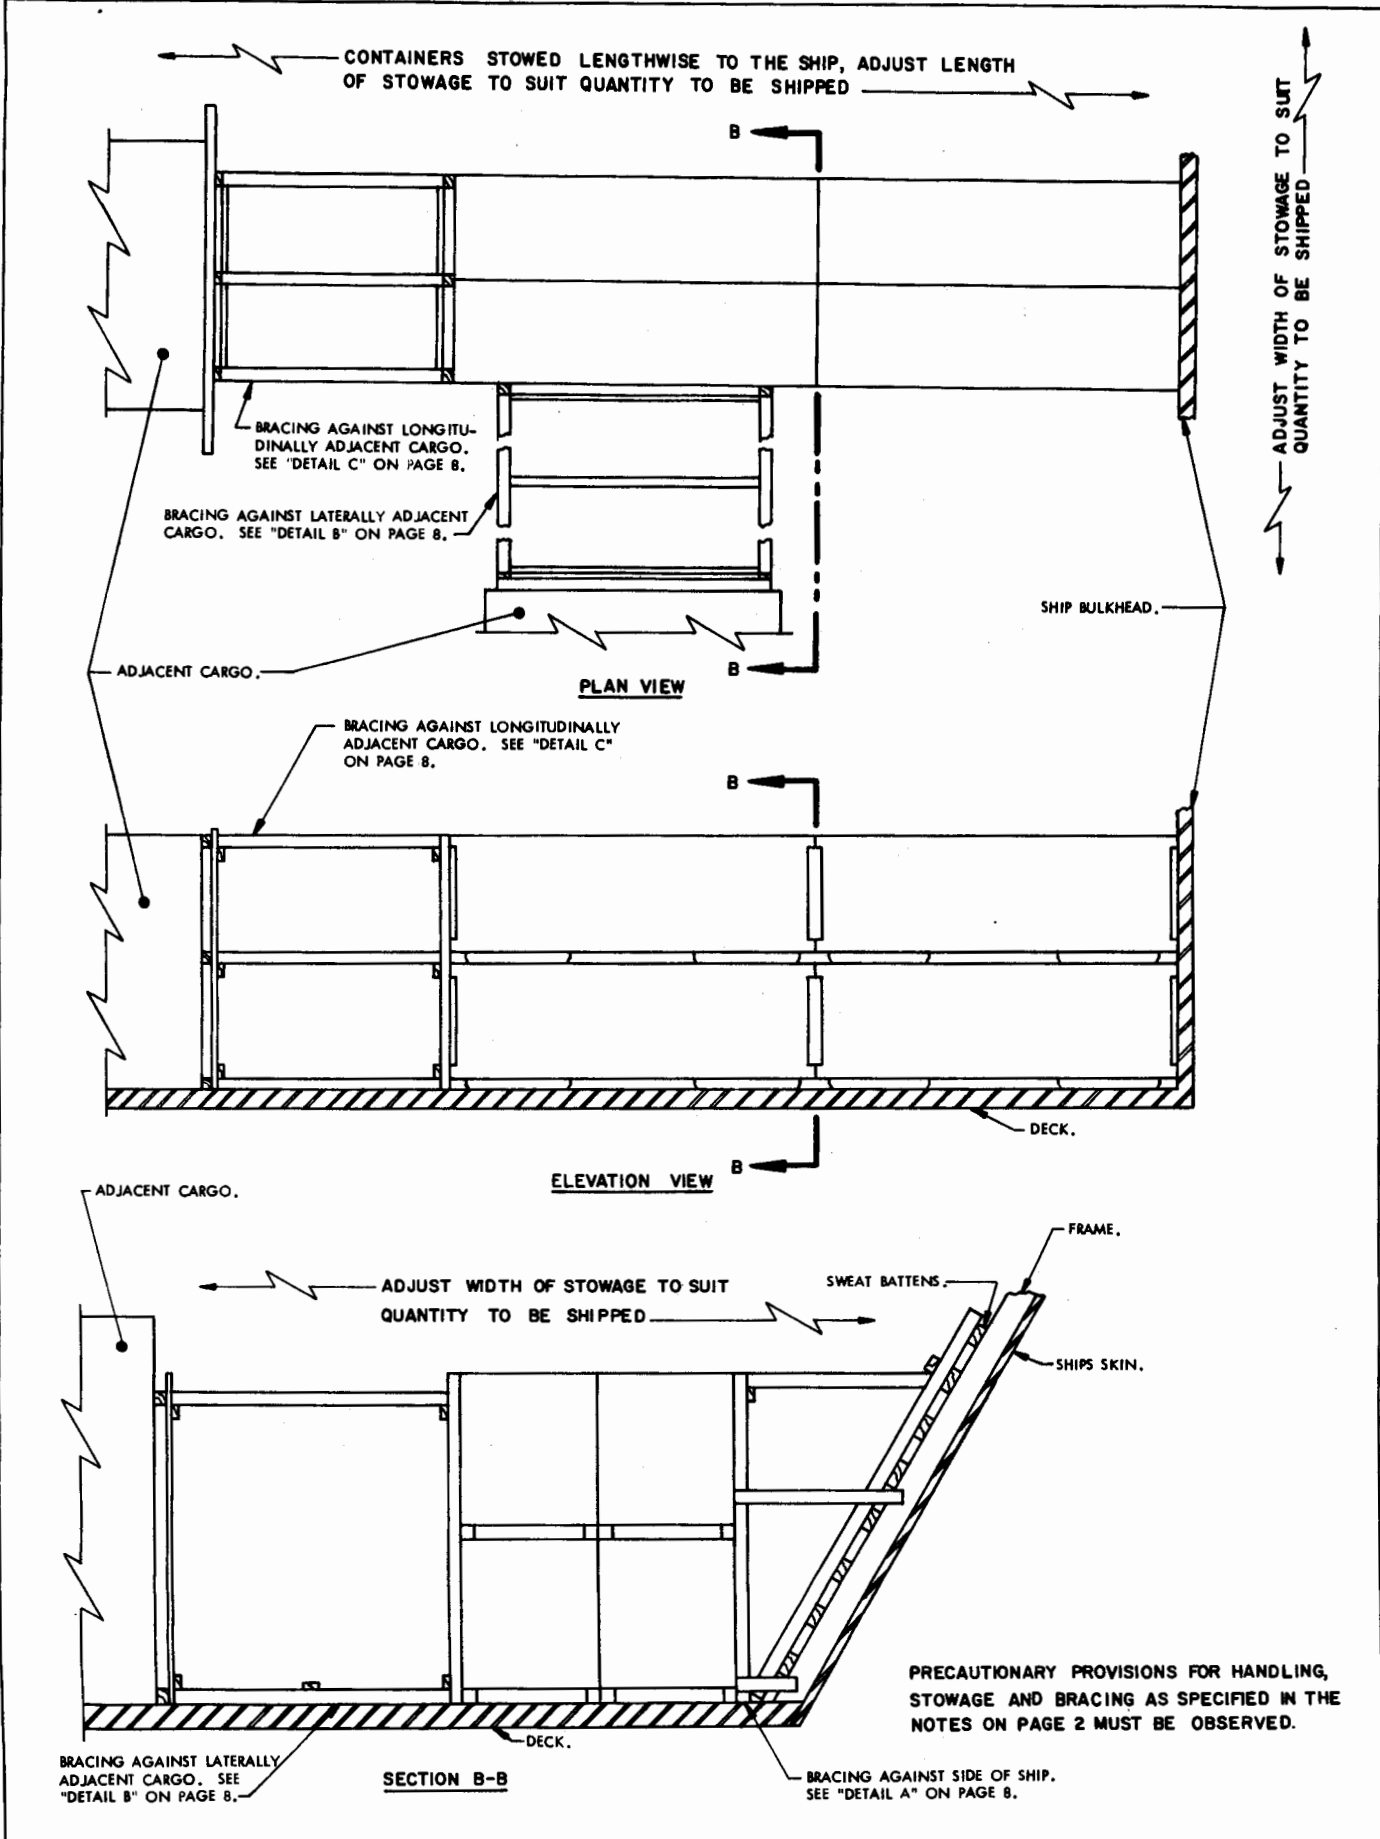 CONTAINERS STOWED LENGTHWISE TO THE SHIP, ADJUST LENGTH
OF STOWAGE TO SUIT QUANTITY TO BE SHIPPED
ADJUST WIDTH OF STOWAGE TO SUIT
QUANTITY TO BE SHIPPED
B
BRACING AGAINST LONGITU-
DINALLY ADJACENT CARGO.
SEE "DETAIL C" ON PAGE 8.
BRACING AGAINST LATERALLY ADJACENT
CARGO. SEE "DETAIL B" ON PAGE 8.
SHIP BULKHEAD.
ADJACENT CARGO.
B
PLAN VIEW
BRACING AGAINST LONGITUDINALLY
ADJACENT CARGO. SEE "DETAIL C"
ON PAGE 8.
B
DECK.
B
ELEVATION VIEW
ADJACENT CARGO.
FRAME.
ADJUST WIDTH OF STOWAGE TO SUIT
QUANTITY TO BE SHIPPED
SWEAT BATTENS.
SHIPS SKIN.
PRECAUTIONARY PROVISIONS FOR HANDLING,
STOWAGE AND BRACING AS SPECIFIED IN THE
NOTES ON PAGE 2 MUST BE OBSERVED.
DECK.
BRACING AGAINST LATERALLY
ADJACENT CARGO. SEE
"DETAIL B" ON PAGE 8.
SECTION B-B
BRACING AGAINST SIDE OF SHIP.
SEE "DETAIL A" ON PAGE 8.